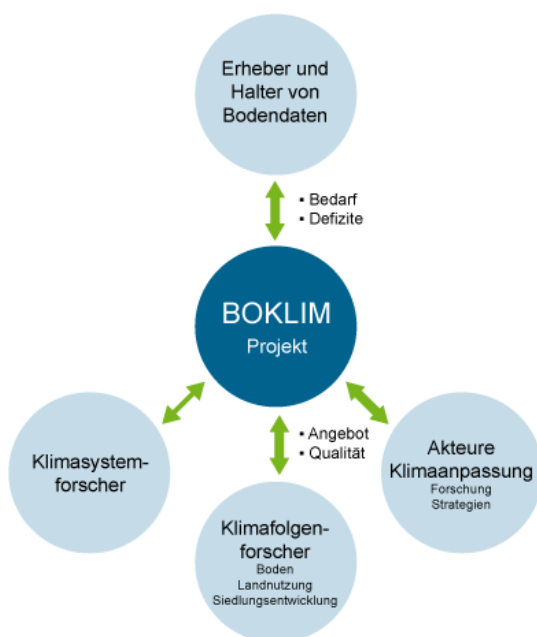 Erheber und
Halter von
Bodendaten
▪ Bedarf
▪ Defizite
BOKLIM
Projekt
▪ Angebot
▪ Qualität
Klimasystem-
forscher
Klimafolgen-
forscher
Boden
Landnutzung
Siedlungsentwicklung
Akteure
Klimaanpassung
Forschung
Strategien